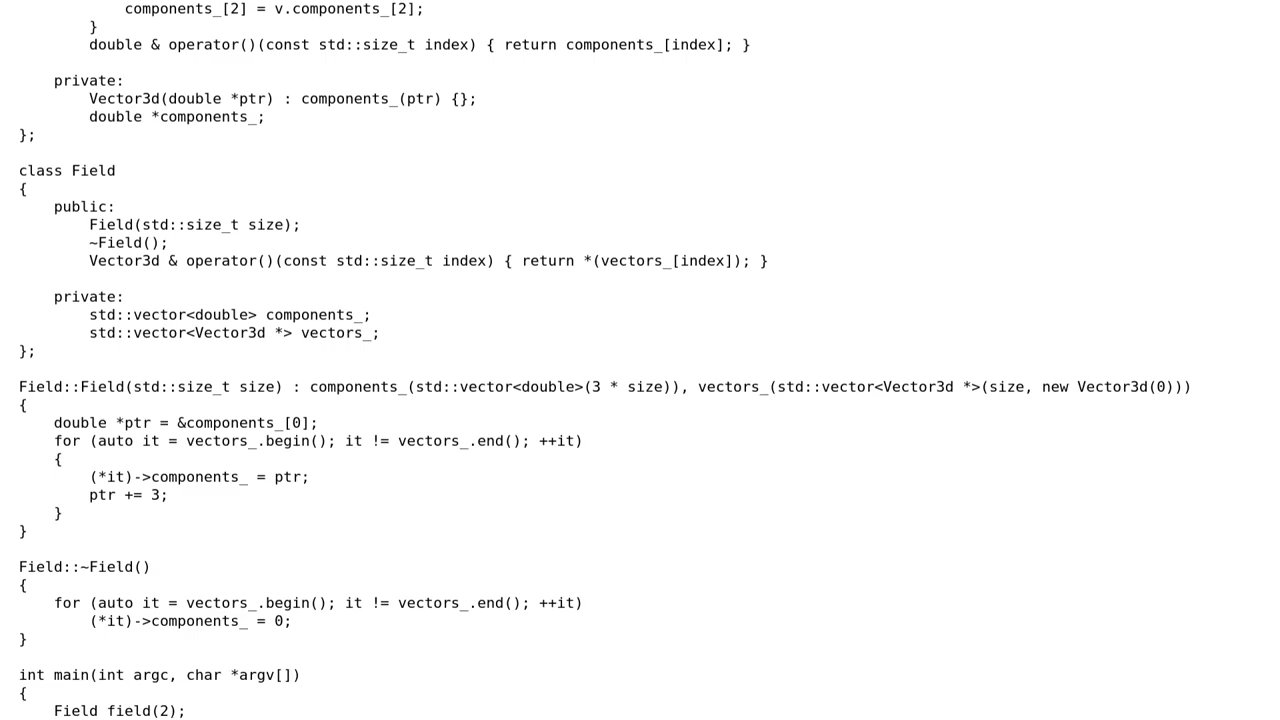 components_[2] = v.components_[2];
        }
        double & operator()(const std::size_t index) { return components_[index]; }

    private:
        Vector3d(double *ptr) : components_(ptr) {};
        double *components_;
};

class Field
{
    public:
        Field(std::size_t size);
        ~Field();
        Vector3d & operator()(const std::size_t index) { return *(vectors_[index]); }

    private:
        std::vector<double> components_;
        std::vector<Vector3d *> vectors_;
};

Field::Field(std::size_t size) : components_(std::vector<double>(3 * size)), vectors_(std::vector<Vector3d *>(size, new Vector3d(0)))
{
    double *ptr = &components_[0];
    for (auto it = vectors_.begin(); it != vectors_.end(); ++it)
    {
        (*it)->components_ = ptr;
        ptr += 3;
    }
}

Field::~Field()
{
    for (auto it = vectors_.begin(); it != vectors_.end(); ++it)
        (*it)->components_ = 0;
}

int main(int argc, char *argv[])
{
    Field field(2);